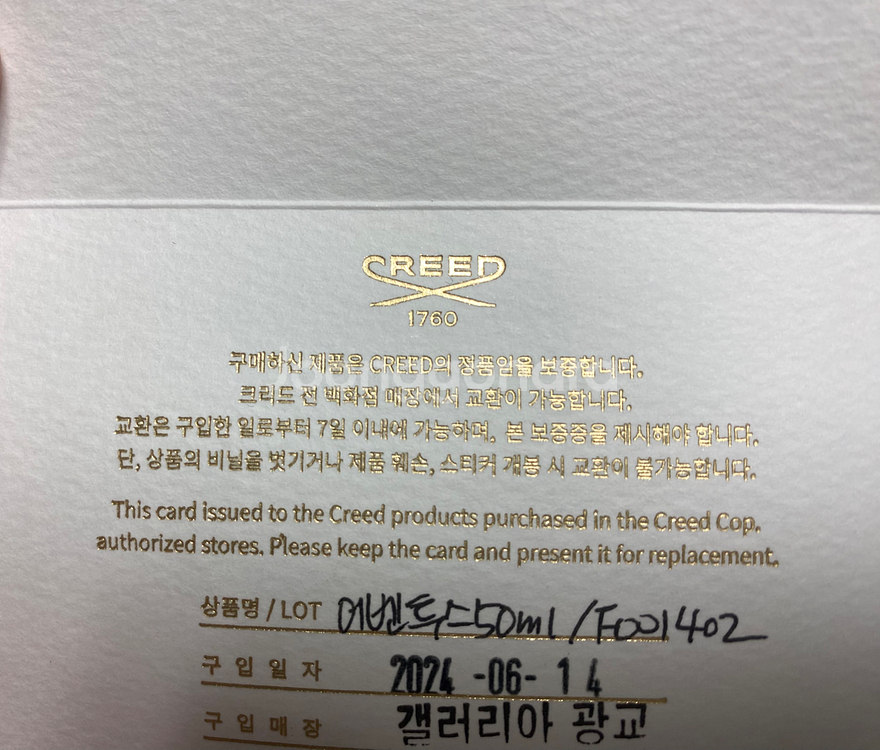 CREED
1760
구매하신 제품은 CREED의 정품임을 보증합니다.
크리드 전 백화점 매장에서 교환이 가능합니다.
교환은 구입한 일로부터 7일 이내에 가능하며, 본 보증증을 제시해야 합니다.
단, 상품의 비닐을 벗기거나 제품 훼손, 스티커 개봉 시 교환이 불가능합니다.
This card issued to the Creed products purchased in the Creed Cop.
authorized stores. Please keep the card and present it for replacement.
상품명 / LOT 어벤투스50ml / F001402
구 입 일 자 2024 -06- 14
구 입 매 장 갤러리아 광교